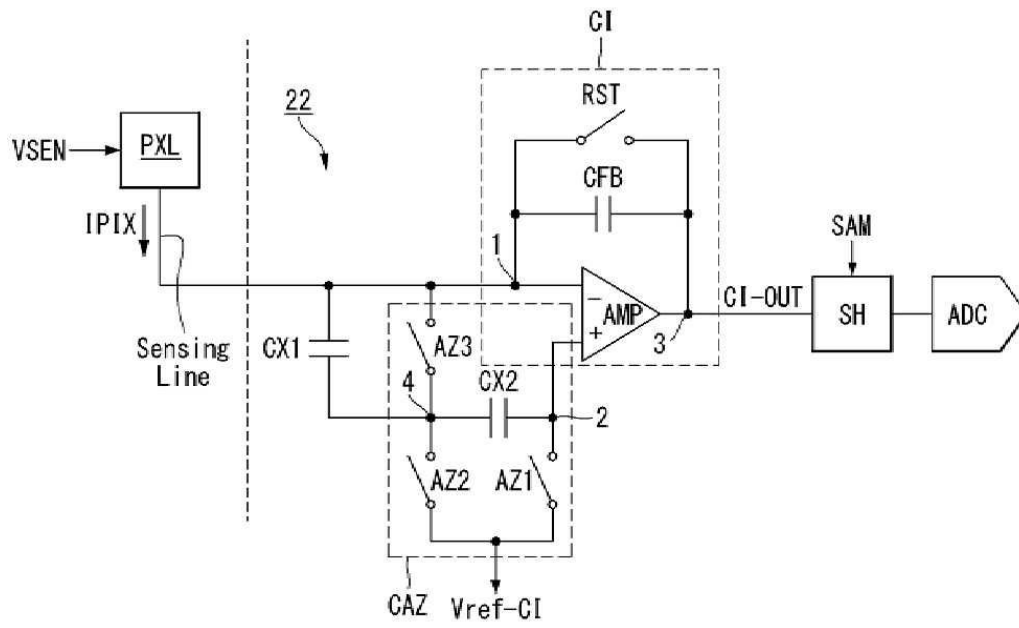 CI
RST
22
PXL
VSEN
CFB
IPIX
SAM
1
AMP
CI-OUT
SH
ADC
3
Sensing
Line
CX1
AZ3
CX2
4
2
AZ2
AZ1
CAZ
Vref-CI